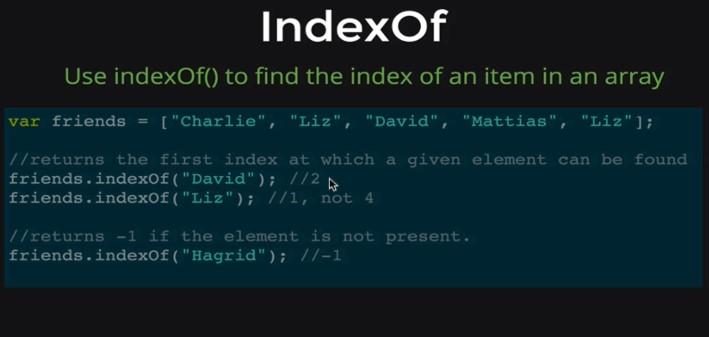 IndexOf
Use indexOf() to find the index of an item in an array
var friends = ["Charlie", "Liz", "David", "Mattias", "Liz"];
//returns the first index at which a given element can be found
friends.indexOf("David"); //2
friends.indexOf("Liz"); //1, not 4
//returns -1 if the element is not present.
friends.indexOf("Hagrid"); //-1